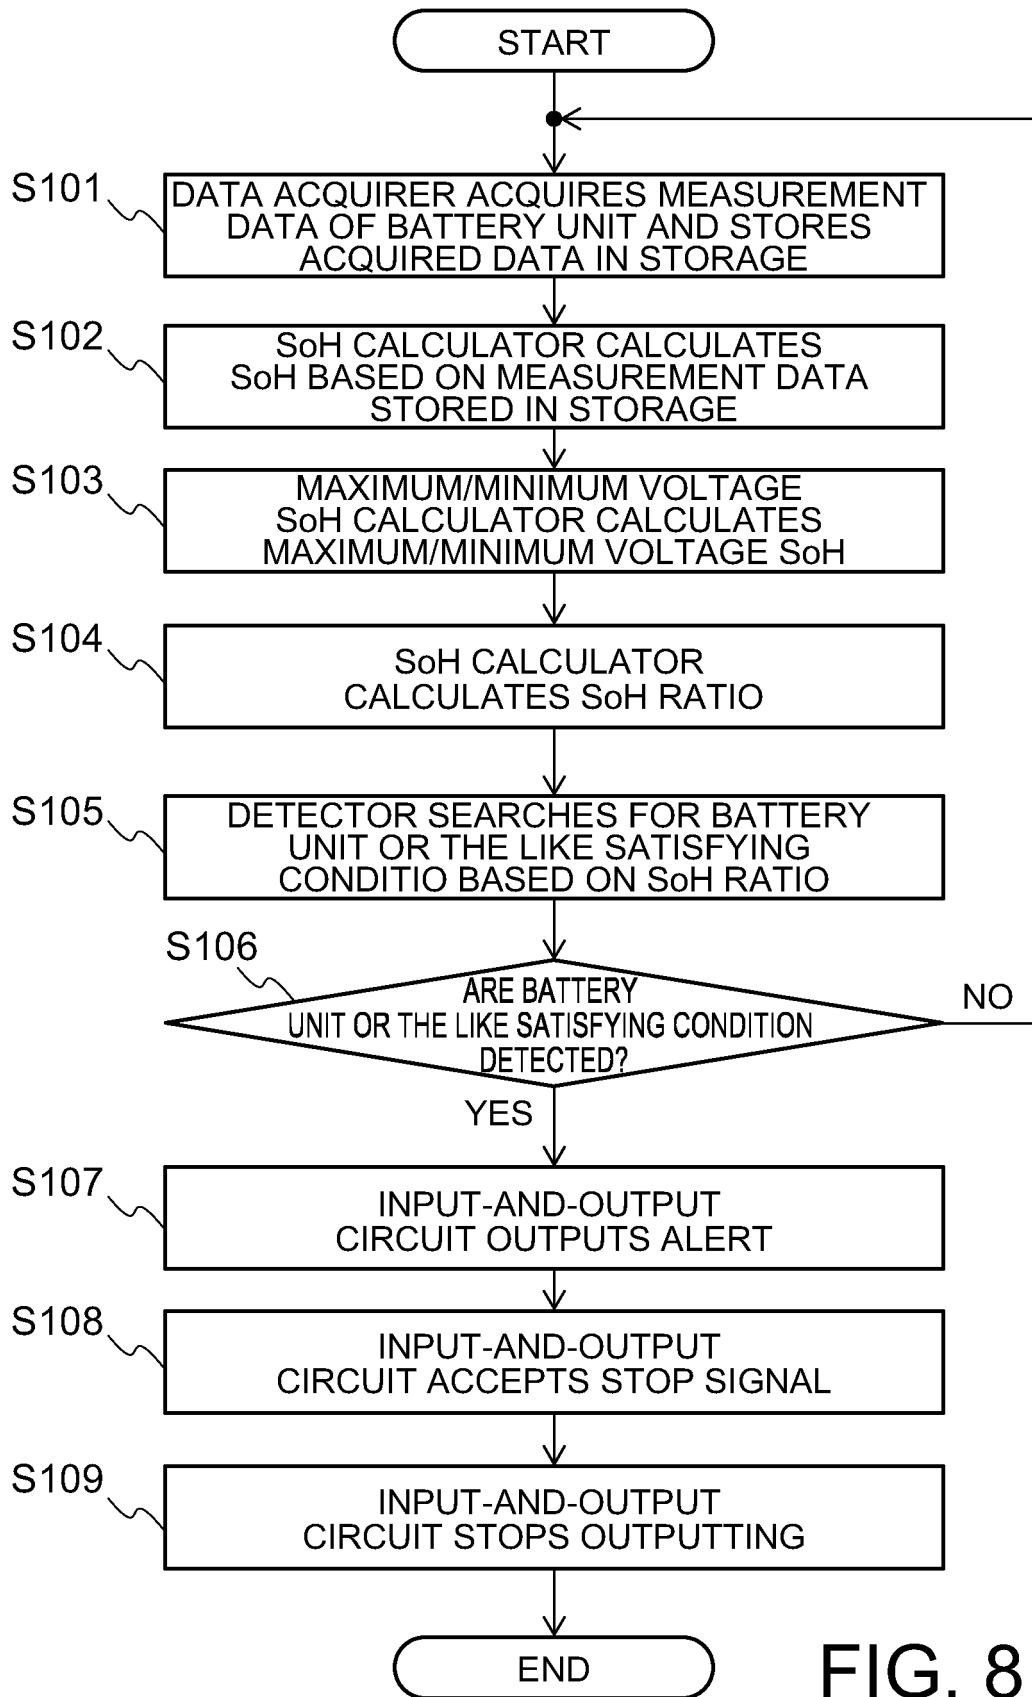 START
S101
DATA ACQUIRER ACQUIRES MEASUREMENT
DATA OF BATTERY UNIT AND STORES
ACQUIRED DATA IN STORAGE
S102
SoH CALCULATOR CALCULATES
SoH BASED ON MEASUREMENT DATA
STORED IN STORAGE
S103
MAXIMUM/MINIMUM VOLTAGE
SoH CALCULATOR CALCULATES
MAXIMUM/MINIMUM VOLTAGE SoH
S104
SoH CALCULATOR
CALCULATES SoH RATIO
S105
DETECTOR SEARCHES FOR BATTERY
UNIT OR THE LIKE SATISFYING
CONDITIO BASED ON SoH RATIO
S106
ARE BATTERY
UNIT OR THE LIKE SATISFYING CONDITION
DETECTED?
NO
YES
S107
INPUT-AND-OUTPUT
CIRCUIT OUTPUTS ALERT
S108
INPUT-AND-OUTPUT
CIRCUIT ACCEPTS STOP SIGNAL
S109
INPUT-AND-OUTPUT
CIRCUIT STOPS OUTPUTTING
END
FIG. 8